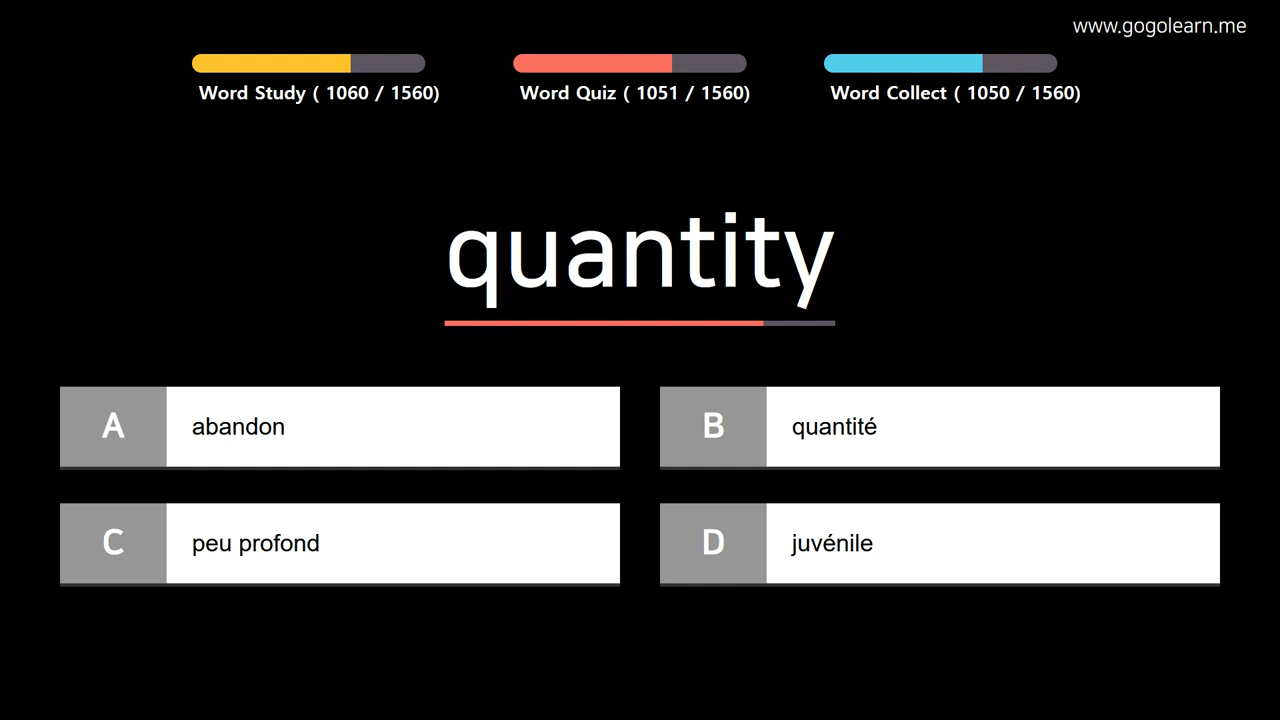 www.gogolearn.me
Word Study ( 1060 / 1560)
Word Quiz ( 1051 / 1560)
Word Collect ( 1050 / 1560)
quantity
A abandon
B quantité
C peu profond
D juvénile